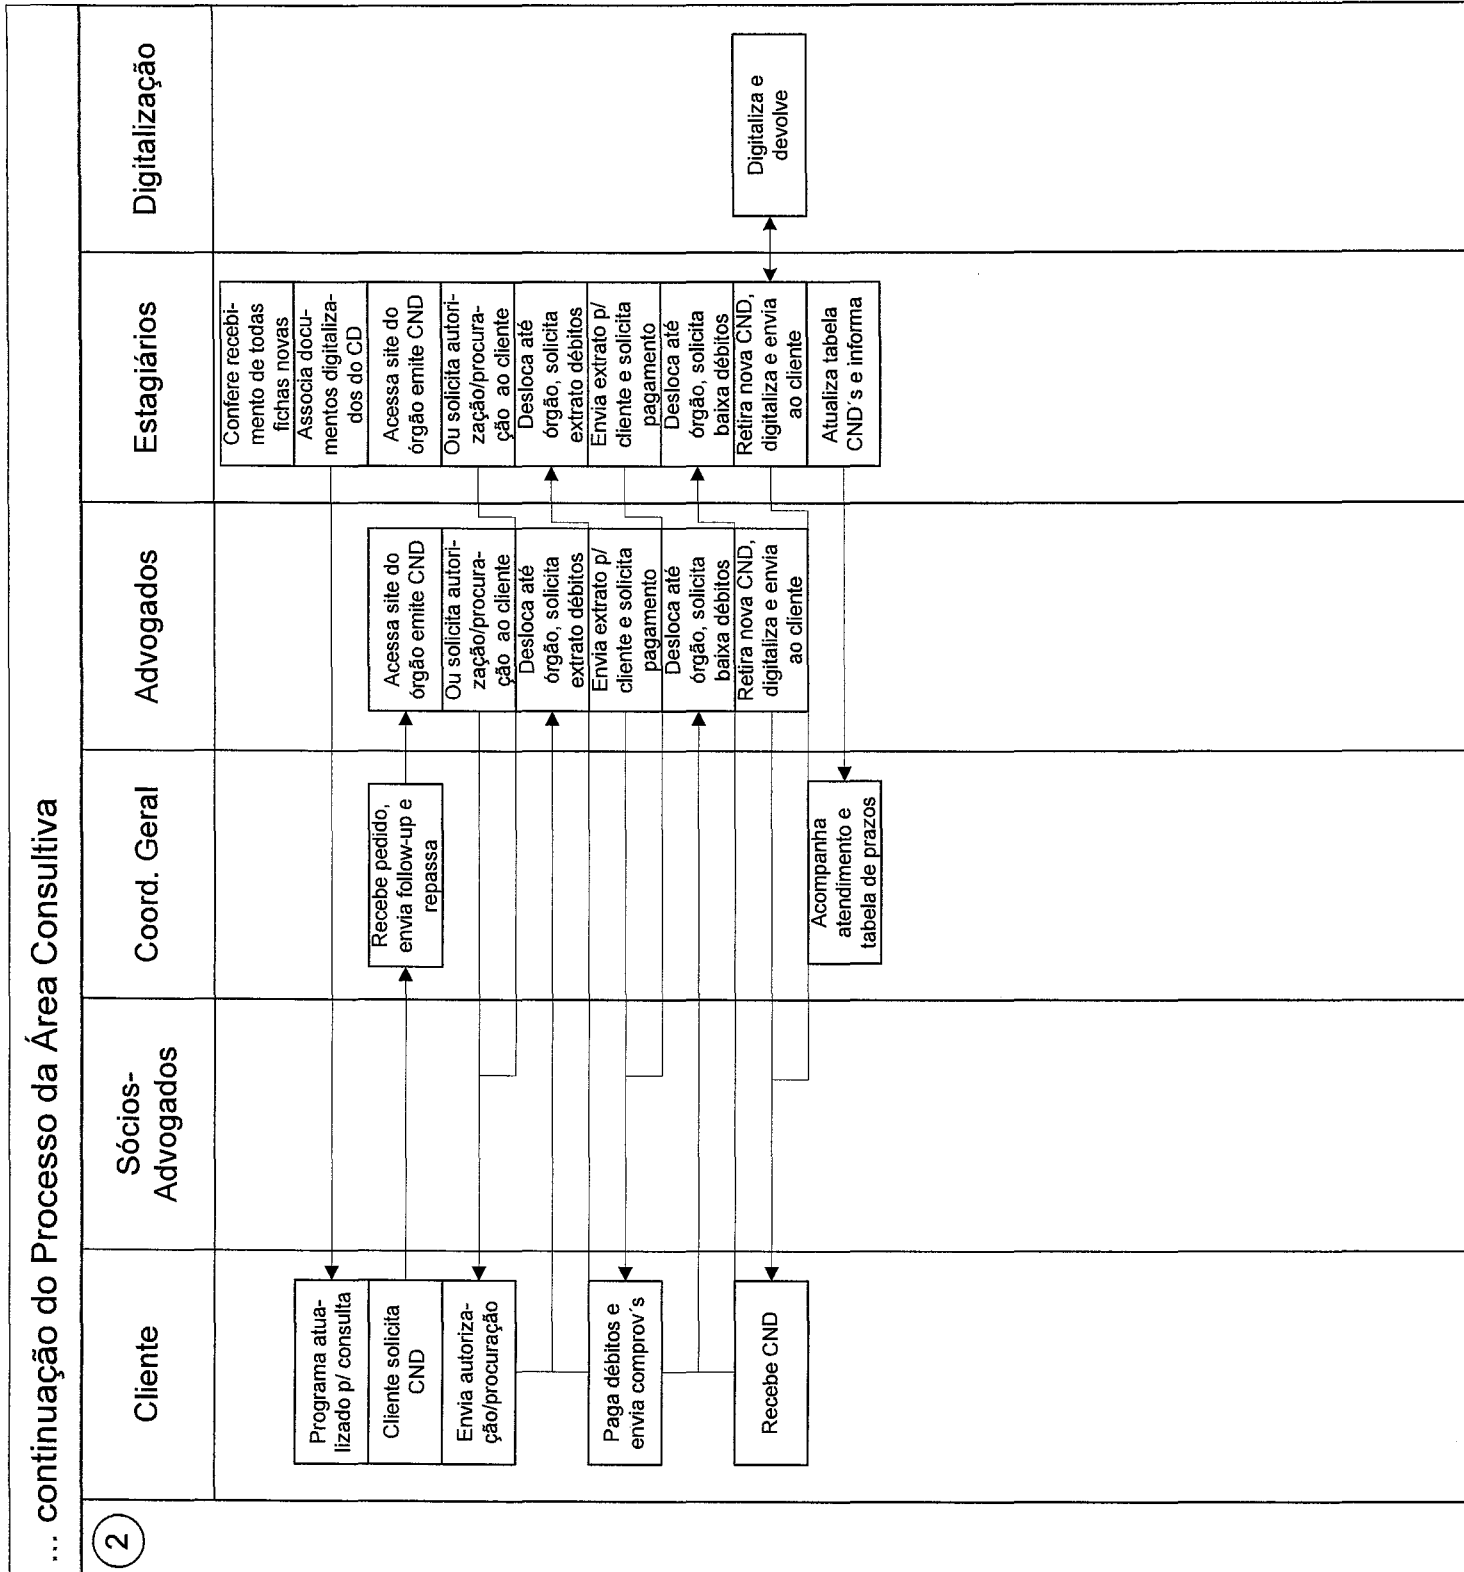 ... continuação do Processo da Área Consultiva
2
Cliente
Sócios-
Advogados
Coord. Geral
Advogados
Estagiários
Digitalização
Confere recebi-
mento de todas
fichas novas
Associa docu-
mentos digitaliza-
dos do CD
Programa atua-
lizado p/ consulta
Cliente solicita
CND
Recebe pedido,
envia follow-up e
repassa
Acessa site do
órgão emite CND
Acessa site do
órgão emite CND
Envia autoriza-
ção/procuração
Ou solicita autori-
zação/procura-
ção ao cliente
Ou solicita autori-
zação/procura-
ção ao cliente
Desloca até
órgão, solicita
extrato débitos
Desloca até
órgão, solicita
extrato débitos
Paga débitos e
envia comprov´s
Envia extrato p/
cliente e solicita
pagamento
Envia extrato p/
cliente e solicita
pagamento
Desloca até
órgão, solicita
baixa débitos
Desloca até
órgão, solicita
baixa débitos
Recebe CND
Retira nova CND,
digitaliza e envia
ao cliente
Retira nova CND,
digitaliza e envia
ao cliente
Digitaliza e
devolve
Acompanha
atendimento e
tabela de prazos
Atualiza tabela
CND´s e informa